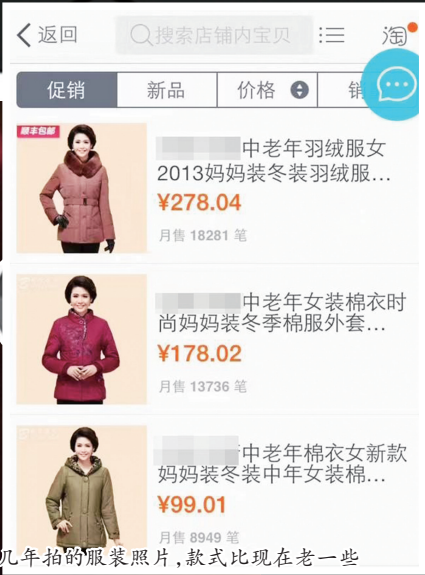 返回
搜索店铺内宝贝
淘
促销
新品
价格
销
顺丰包邮
中老年羽绒服女
2013妈妈装冬装羽绒服...
¥278.04
月售 18281 笔
中老年女装棉衣时
尚妈妈装冬季棉服外套...
¥178.02
月售 13736 笔
中老年棉衣女新款
妈妈装冬装中年女装棉...
¥99.01
月售 8949 笔
几年拍的服装照片,款式比现在老一些